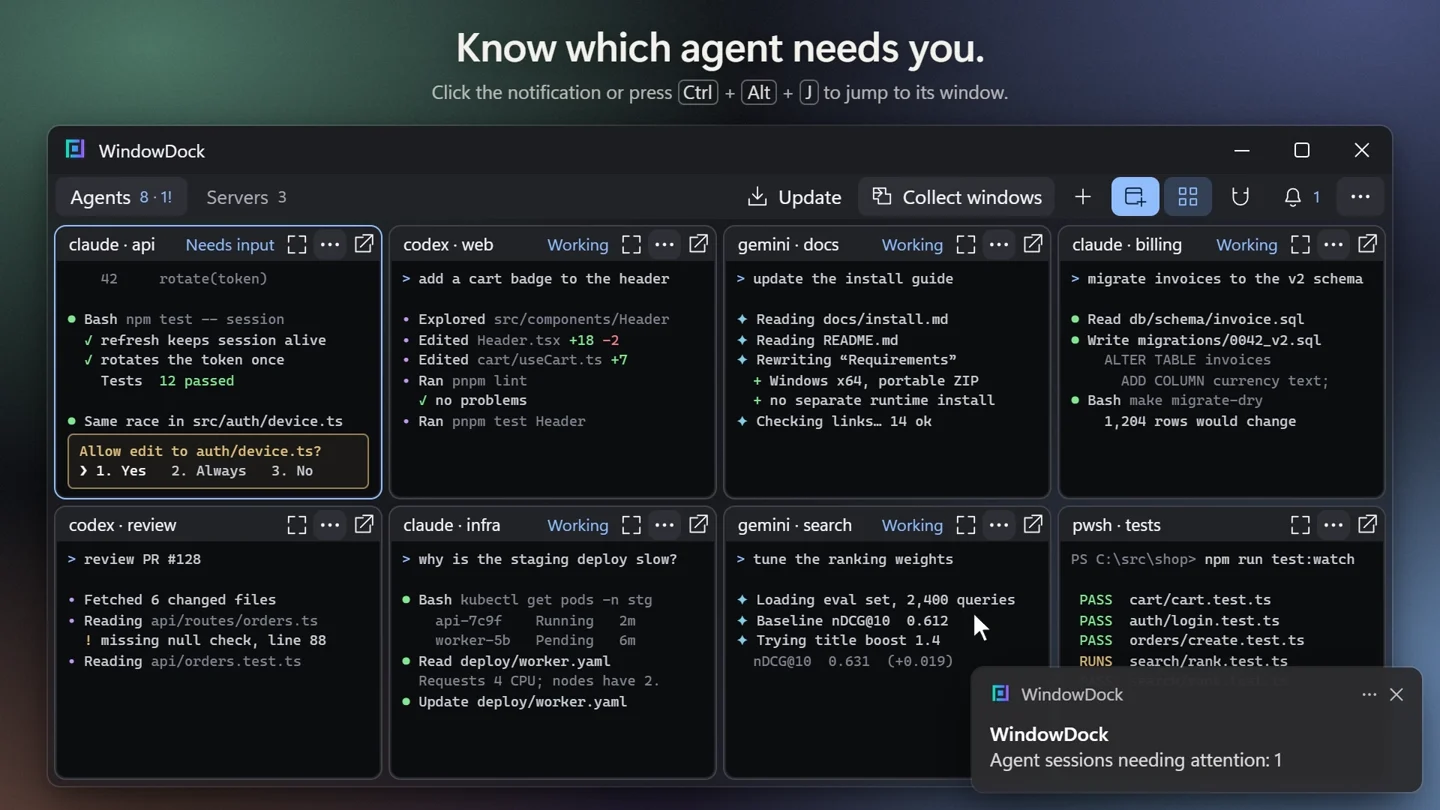 Know which agent needs you.
Click the notification or press Ctrl + Alt + J to jump to its window.
WindowDock
Agents 8 · 1! Servers 3 Update Collect windows 1
claude · api Needs input
42 rotate(token)
● Bash npm test -- session
✓ refresh keeps session alive
✓ rotates the token once
Tests 12 passed
● Same race in src/auth/device.ts
Allow edit to auth/device.ts?
❯ 1. Yes 2. Always 3. No
codex · web Working
> add a cart badge to the header
• Explored src/components/Header
• Edited Header.tsx +18 −2
• Edited cart/useCart.ts +7
• Ran pnpm lint
✓ no problems
• Ran pnpm test Header
gemini · docs Working
> update the install guide
✦ Reading docs/install.md
✦ Reading README.md
✦ Rewriting “Requirements”
+ Windows x64, portable ZIP
+ no separate runtime install
✦ Checking links… 14 ok
claude · billing Working
> migrate invoices to the v2 schema
● Read db/schema/invoice.sql
● Write migrations/0042_v2.sql
ALTER TABLE invoices
ADD COLUMN currency text;
● Bash make migrate-dry
1,204 rows would change
codex · review
> review PR #128
• Fetched 6 changed files
• Reading api/routes/orders.ts
! missing null check, line 88
• Reading api/orders.test.ts
claude · infra Working
> why is the staging deploy slow?
● Bash kubectl get pods -n stg
api-7c9f Running 2m
worker-5b Pending 6m
● Read deploy/worker.yaml
Requests 4 CPU; nodes have 2.
● Update deploy/worker.yaml
gemini · search Working
> tune the ranking weights
✦ Loading eval set, 2,400 queries
✦ Baseline nDCG@10 0.612
✦ Trying title boost 1.4
nDCG@10 0.631 (+0.019)
pwsh · tests
PS C:\src\shop> npm run test:watch
PASS cart/cart.test.ts
PASS auth/login.test.ts
PASS orders/create.test.ts
RUNS search/rank.test.ts
WindowDock
WindowDock
Agent sessions needing attention: 1